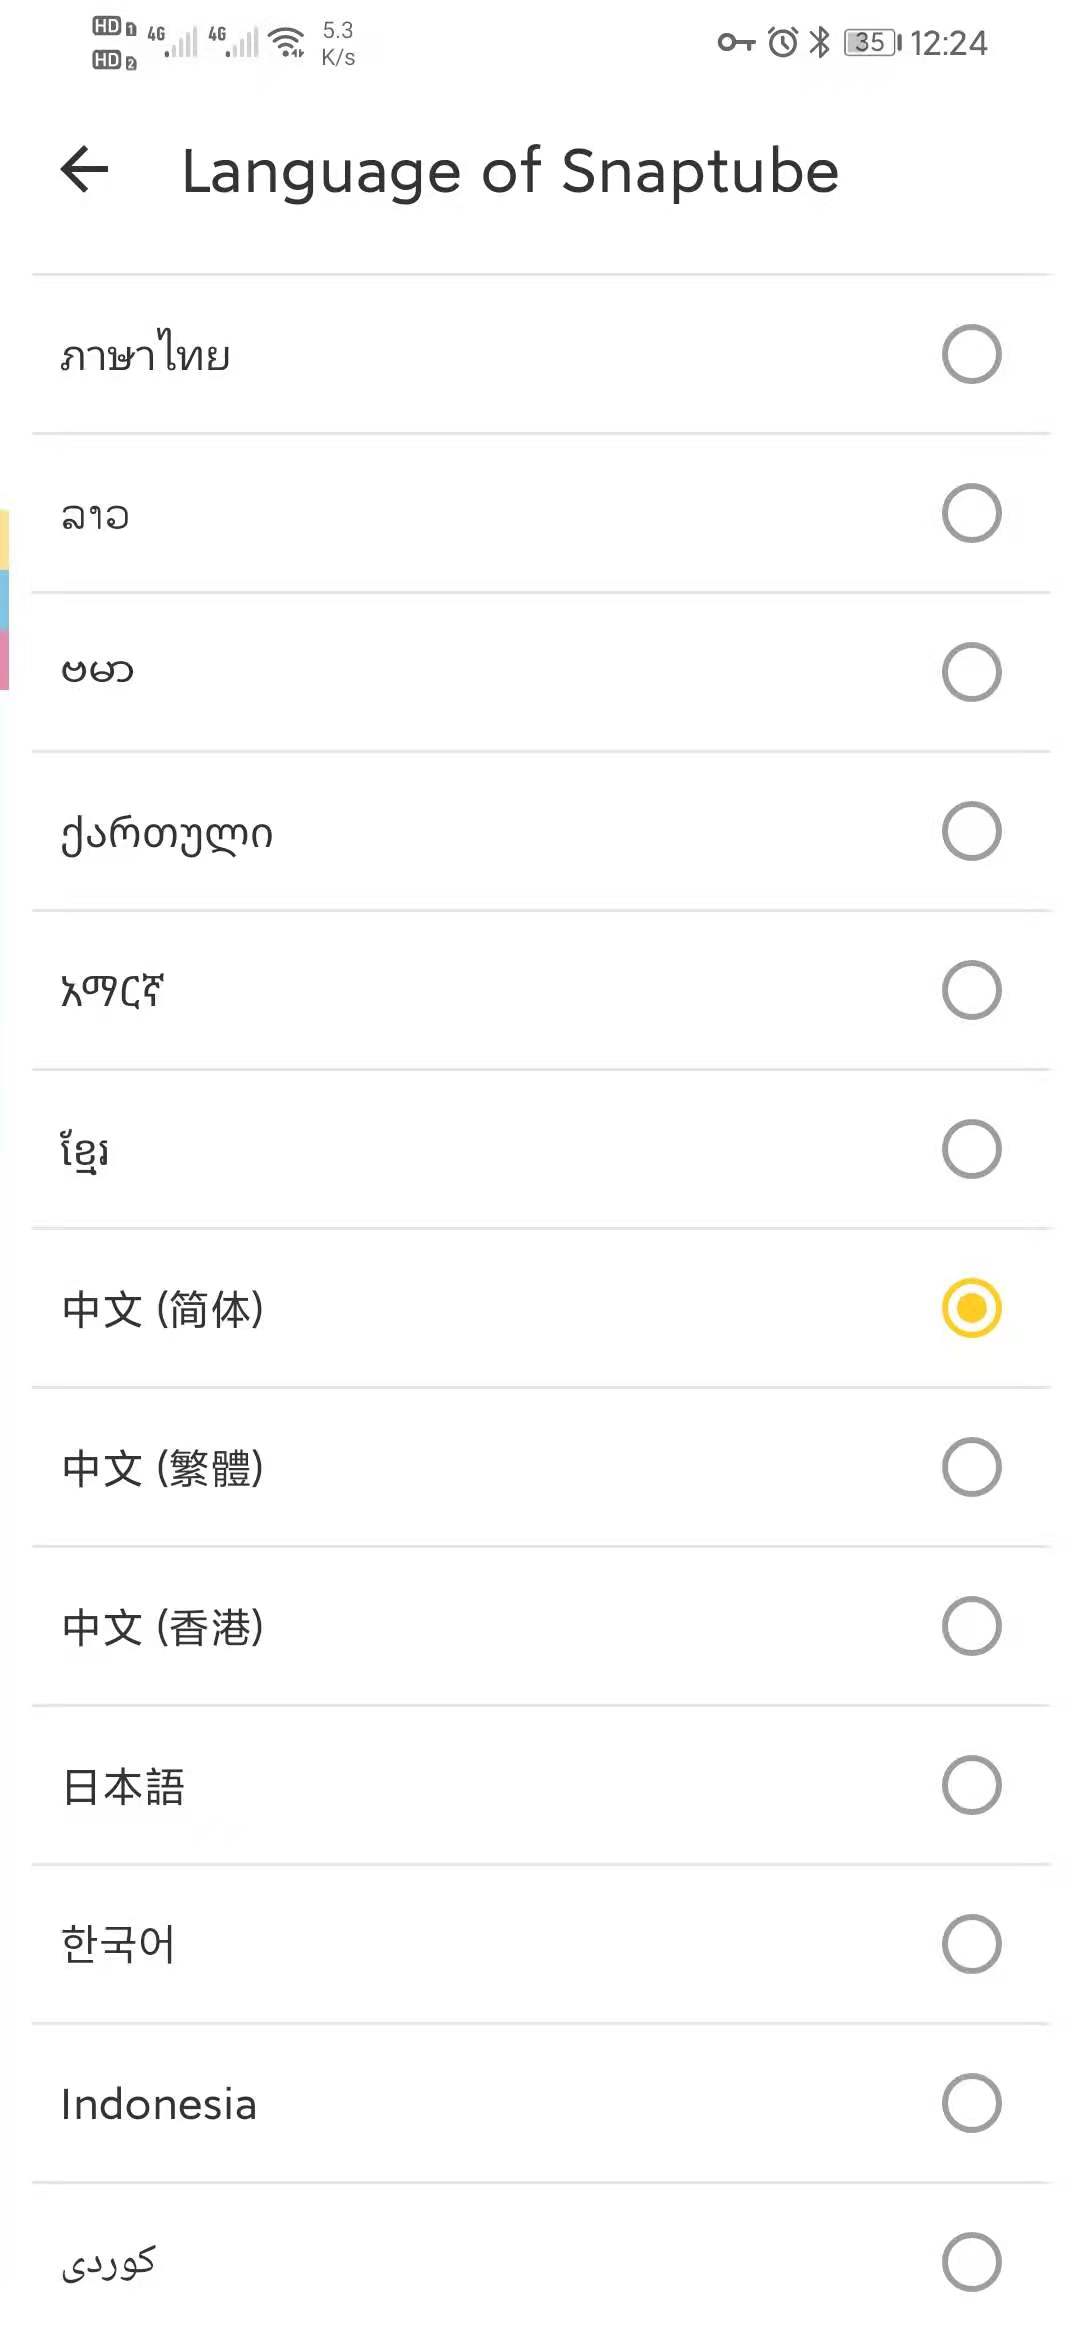 HD 1 4G 4G 5.3
HD 2 K/s
35 12:24
Language of Snaptube
ภาษาไทย
ລາວ
ဗမာ
ქართული
አማርኛ
ខ្មែរ
中文 (简体)
中文 (繁體)
中文 (香港)
日本語
한국어
Indonesia
کوردی